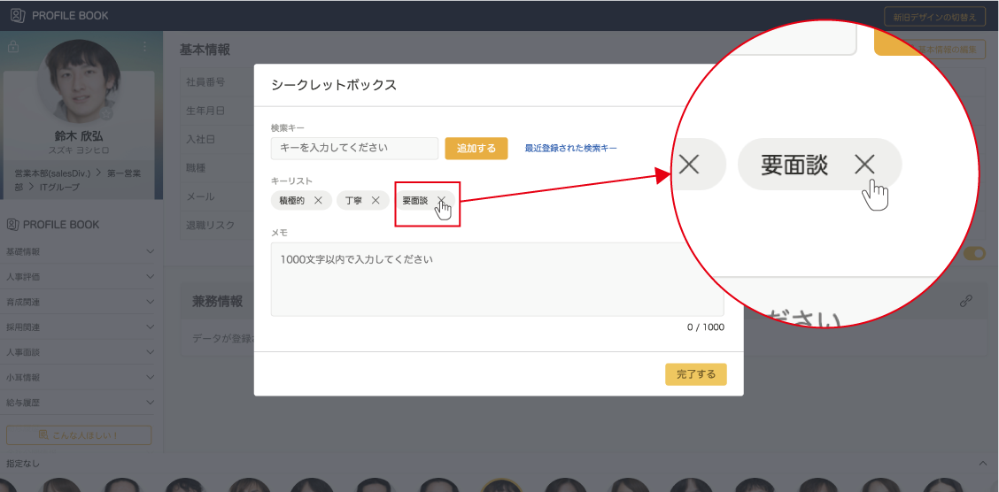 PROFILE BOOK
新旧デザインの切替え
鈴木 欣弘
スズキ ヨシヒロ
営業本部(salesDiv.) > 第一営業
部 > ITグループ
PROFILE BOOK
基礎情報
人事評価
育成関連
採用関連
人事面談
小耳情報
給与履歴
こんな人ほしい！
指定なし
基本情報
基本情報の編集
社員番号
生年月日
入社日
職種
メール
退職リスク
兼務情報
データが登録
シークレットボックス
検索キー
キーを入力してください
追加する
最近登録された検索キー
キーリスト
積極的 ×
丁寧 ×
要面談 ×
メモ
1000文字以内で入力してください
0 / 1000
完了する
× 要面談 ×
ださい